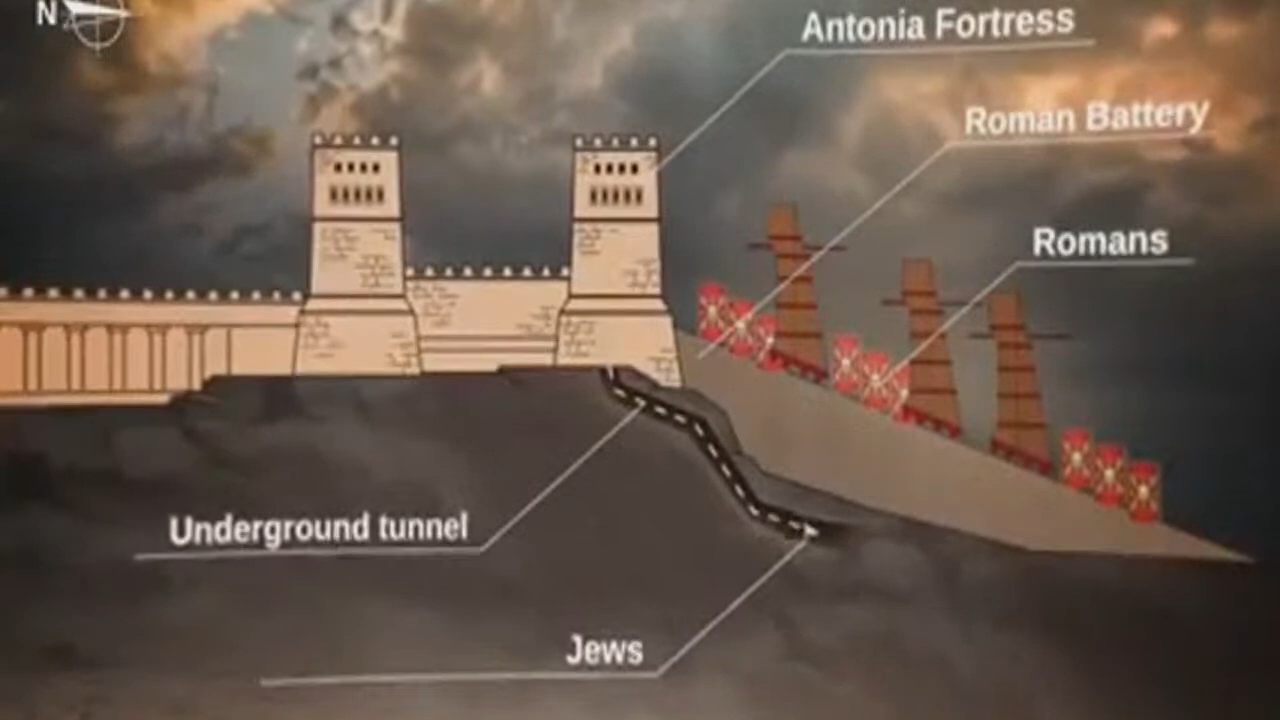 N
Antonia Fortress
Roman Battery
Romans
Underground tunnel
Jews